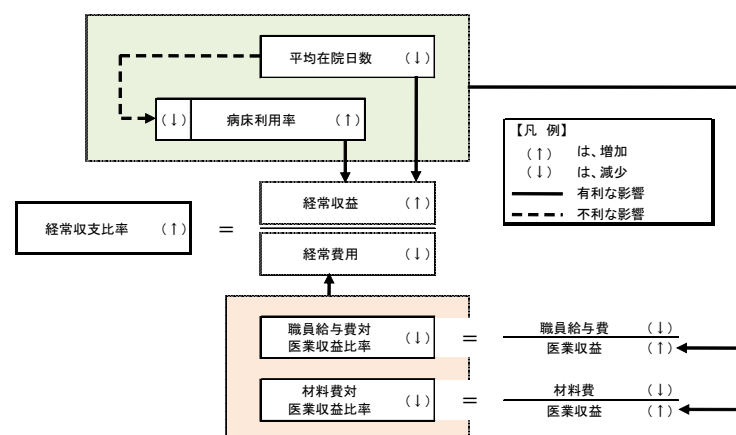 平均在院日数 (↓)
(↓) 病床利用率 (↑)
【凡 例】
(↑) は、増加
(↓) は、減少
有利な影響
不利な影響
経常収支比率 (↑) ＝
経常収益 (↑)
経常費用 (↓)
職員給与費対
医業収益比率 (↓) ＝
職員給与費 (↓)
医業収益 (↑)
材料費対
医業収益比率 (↓) ＝
材料費 (↓)
医業収益 (↑)